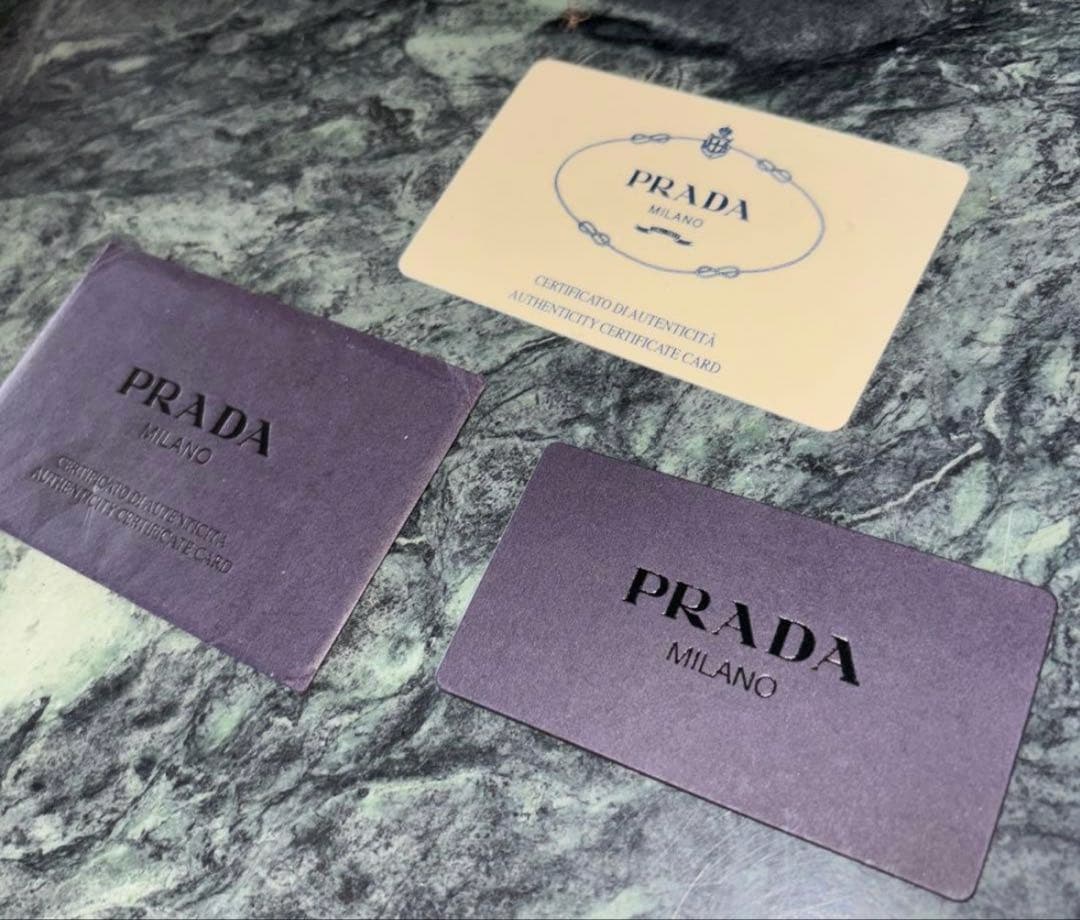 PRADA
MILANO
CERTIFICATO DI AUTENTICITÀ
AUTHENTICITY CERTIFICATE CARD
PRADA
MILANO
CERTIFICATO DI AUTENTICITÀ
AUTHENTICITY CERTIFICATE CARD
PRADA
MILANO